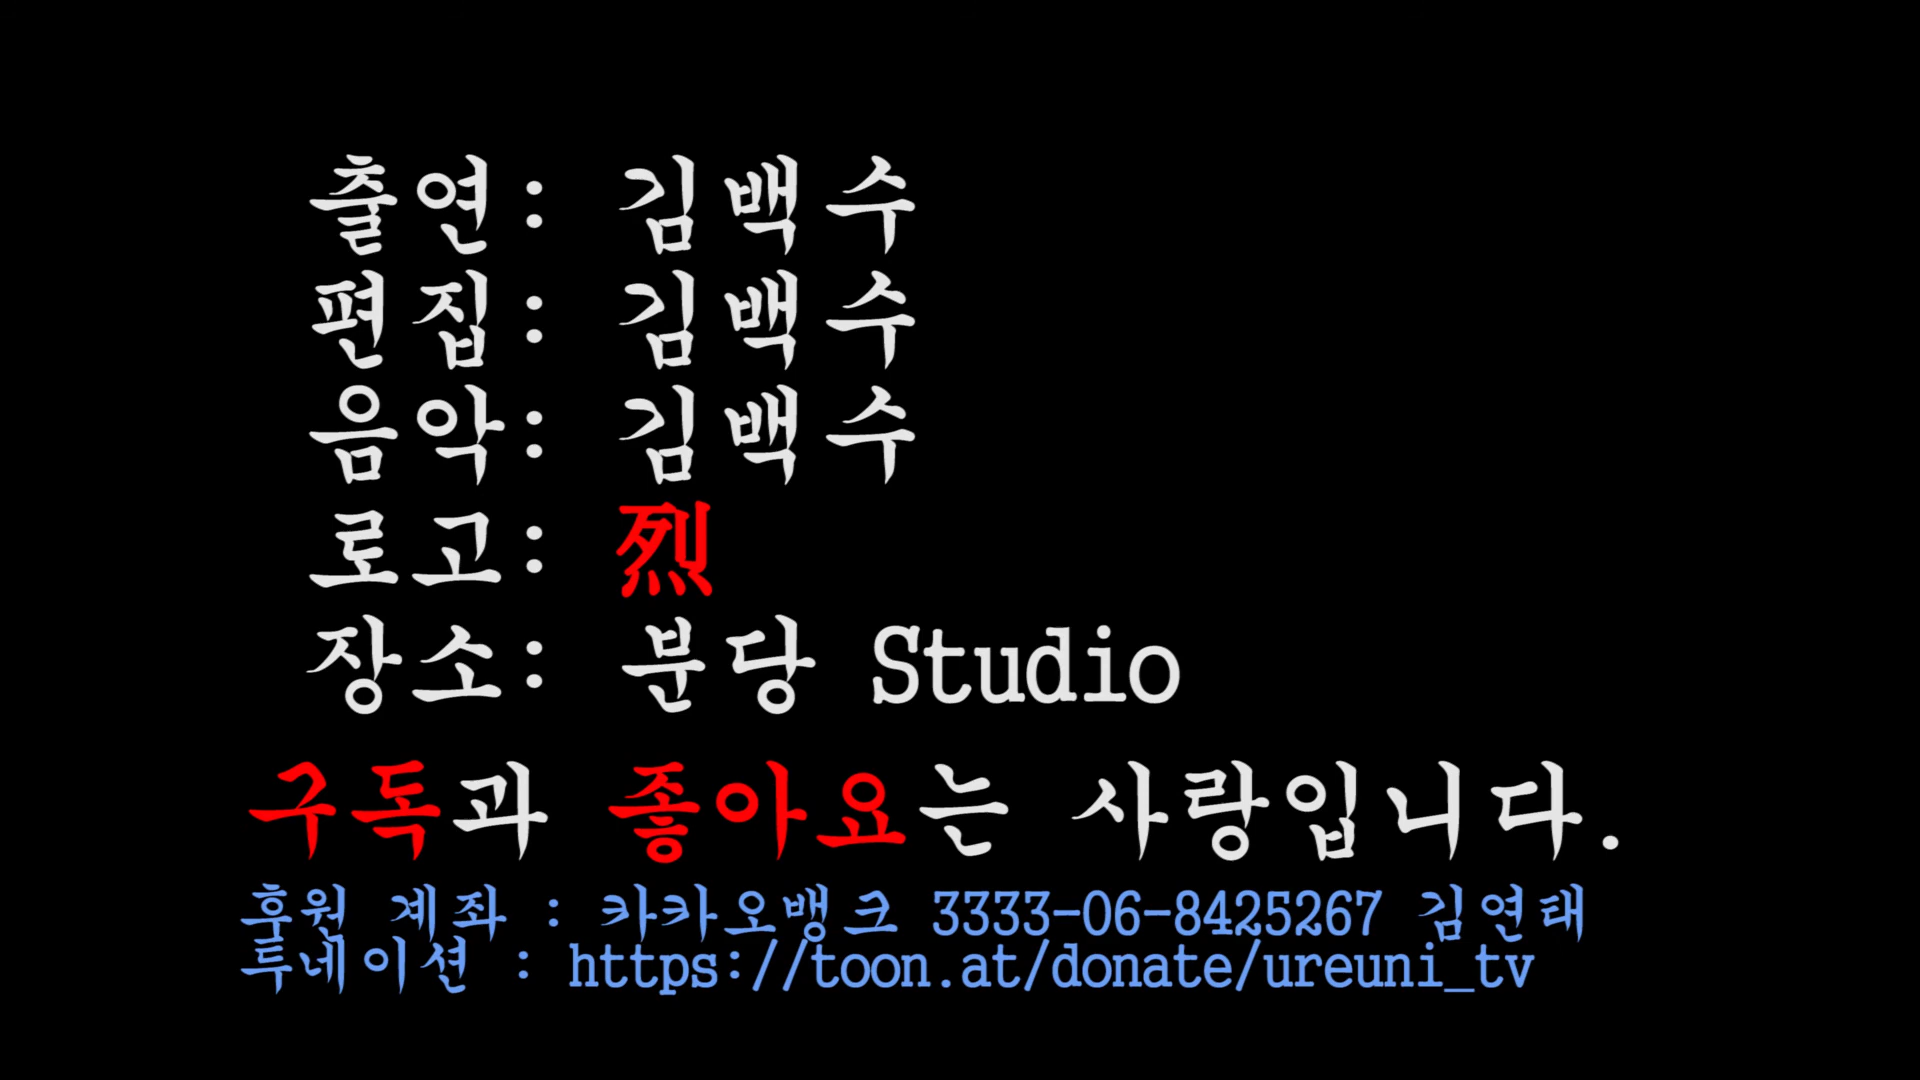 출연: 김백수
편집: 김백수
음악: 김백수
로고: 烈
장소: 분당 Studio
구독과 좋아요는 사랑입니다.
후원 계좌 : 카카오뱅크 3333-06-8425267 김연태
투네이션 : https://toon.at/donate/ureuni_tv